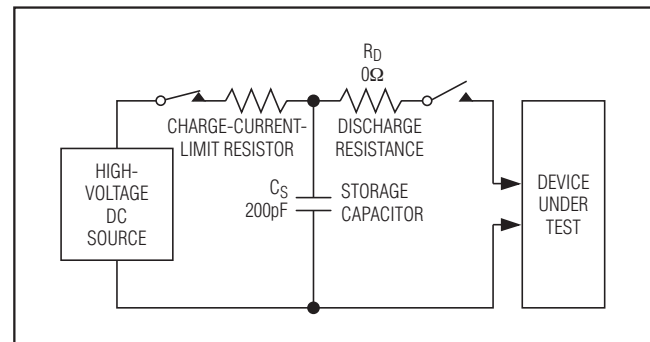 R_D
0Ω
CHARGE-CURRENT-
LIMIT RESISTOR
DISCHARGE
RESISTANCE
HIGH-
VOLTAGE
DC
SOURCE
C_S
200pF
STORAGE
CAPACITOR
DEVICE
UNDER
TEST